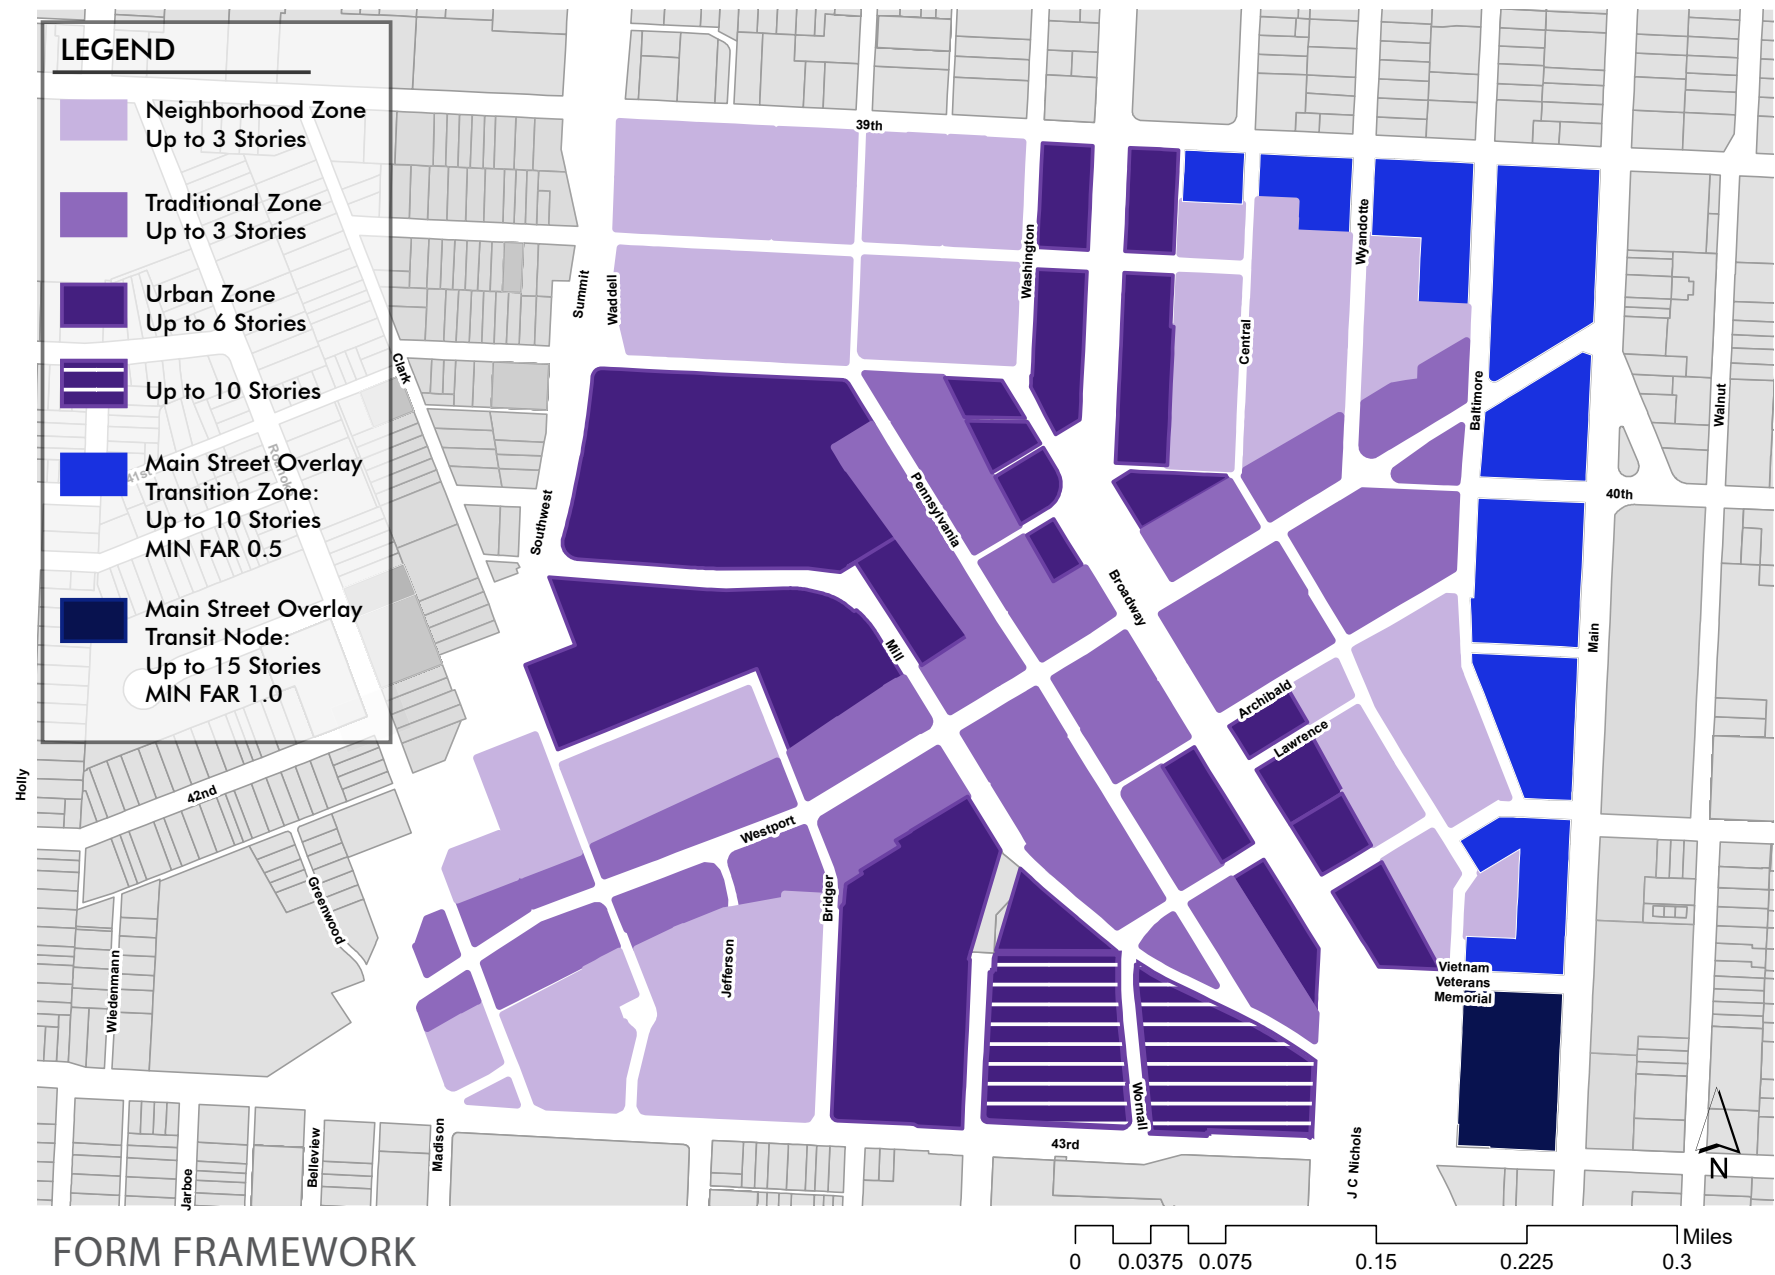 LEGEND
Neighborhood Zone
Up to 3 Stories
Traditional Zone
Up to 3 Stories
Urban Zone
Up to 6 Stories
Up to 10 Stories
Main Street Overlay
Transition Zone:
Up to 10 Stories
MIN FAR 0.5
Main Street Overlay
Transit Node:
Up to 15 Stories
MIN FAR 1.0
39th
Washington
Wyandotte
Summit
Waddell
Central
Clark
Baltimore
Walnut
Roanoke
41st
Southwest
Pennsylvania
40th
Broadway
Mill
Main
Archibald
Lawrence
Holly
42nd
Westport
Greenwood
Bridger
Jefferson
Wiedenmann
Vietnam
Veterans
Memorial
Wornall
Madison
Belleview
Jarboe
43rd
J C Nichols
N
FORM FRAMEWORK
Miles
0 0.0375 0.075 0.15 0.225 0.3